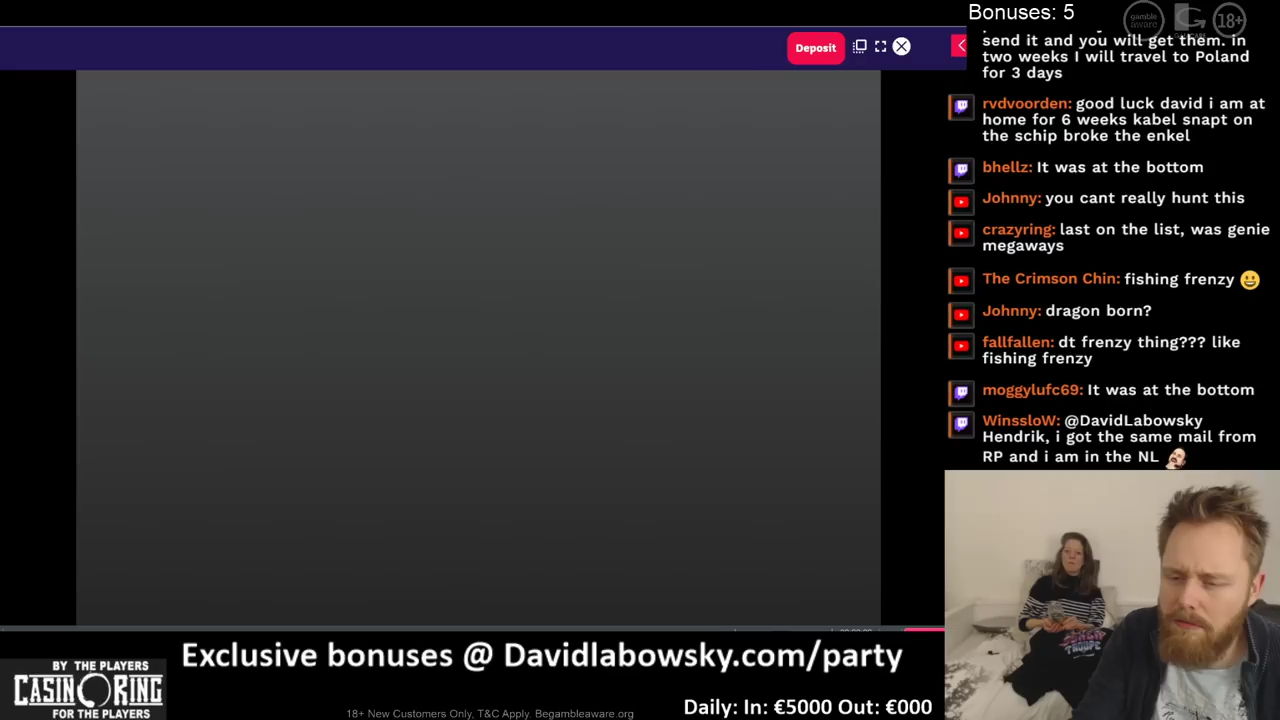 Bonuses: 5
gamble
aware
18+
Deposit
send it and you will get them. in
two weeks I will travel to Poland
for 3 days
rvdvoorden: good luck david i am at
home for 6 weeks kabel snapt on
the schip broke the enkel
bhellz: It was at the bottom
Johnny: you cant really hunt this
crazyring: last on the list, was genie
megaways
The Crimson Chin: fishing frenzy
Johnny: dragon born?
fallfallen: dt frenzy thing??? like
fishing frenzy
moggylufc69: It was at the bottom
WinssloW: @DavidLabowsky
Hendrik, i got the same mail from
RP and i am in the NL
Exclusive bonuses @ Davidlabowsky.com/party
BY THE PLAYERS
CASINO RING
FOR THE PLAYERS
18+ New Customers Only, T&C Apply. Begambleaware.org
Daily: In: €5000 Out: €000